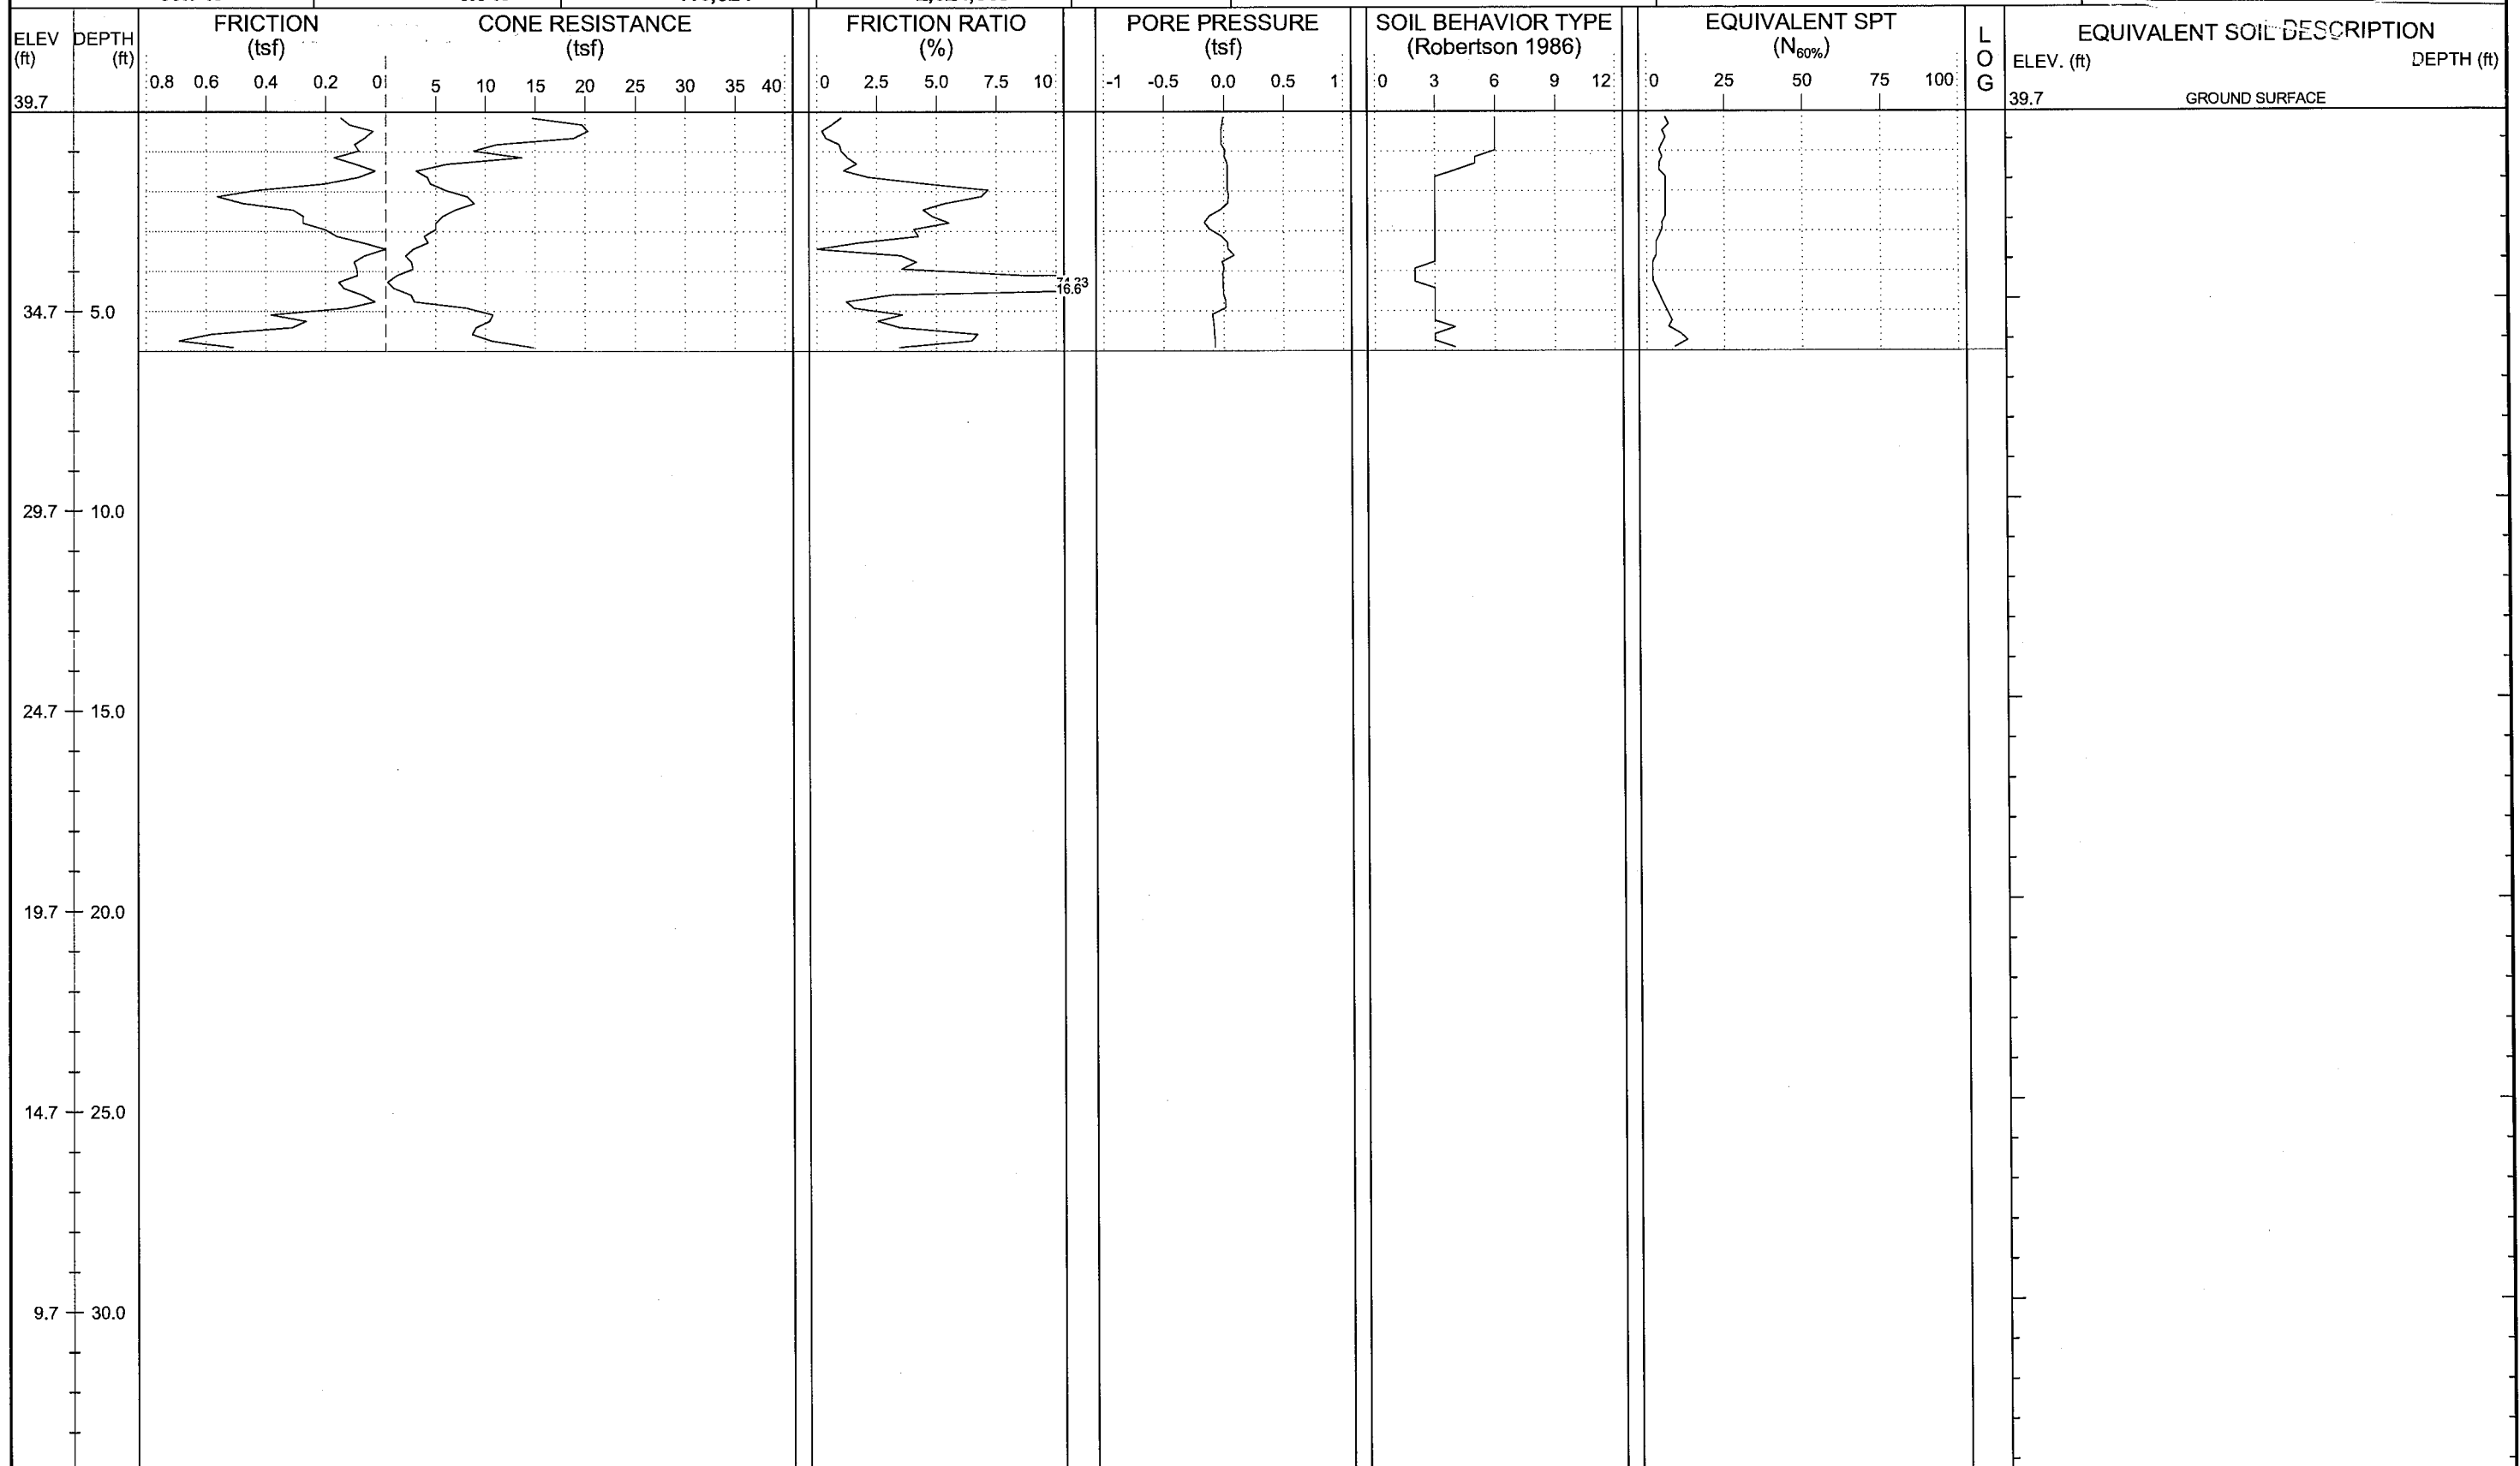 ELEV (ft)
DEPTH (ft)
FRICTION (tsf)
CONE RESISTANCE (tsf)
FRICTION RATIO (%)
PORE PRESSURE (tsf)
SOIL BEHAVIOR TYPE (Robertson 1986)
EQUIVALENT SPT (N60%)
LOG
EQUIVALENT SOIL DESCRIPTION
ELEV. (ft) DEPTH (ft)
0.8 0.6 0.4 0.2 0 5 10 15 20 25 30 35 40
0 2.5 5.0 7.5 10
-1 -0.5 0.0 0.5 1
0 3 6 9 12
0 25 50 75 100
39.7
39.7 GROUND SURFACE
16.63
34.7 5.0
29.7 10.0
24.7 15.0
19.7 20.0
14.7 25.0
9.7 30.0